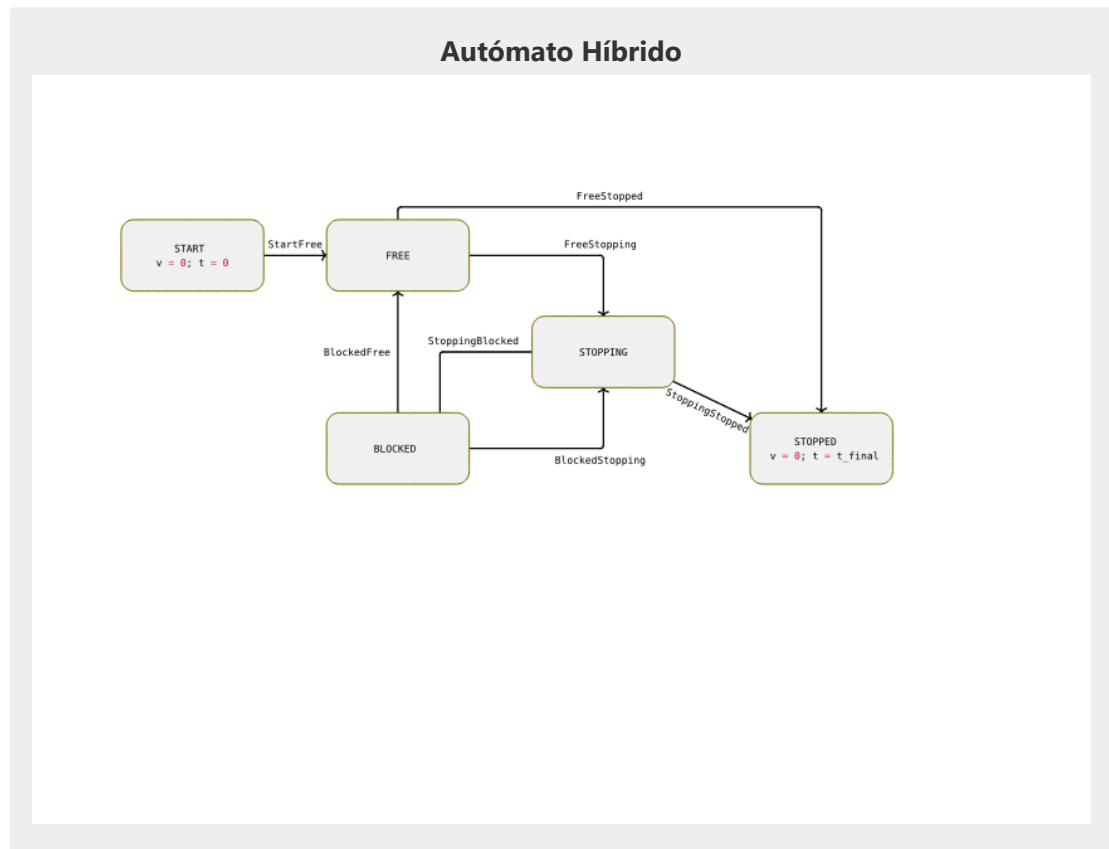 Autómato Híbrido
FreeStopped
START
v = 0; t = 0
StartFree
FREE
FreeStopping
BlockedFree
StoppingBlocked
STOPPING
StoppingStopped
BLOCKED
BlockedStopping
STOPPED
v = 0; t = t_final